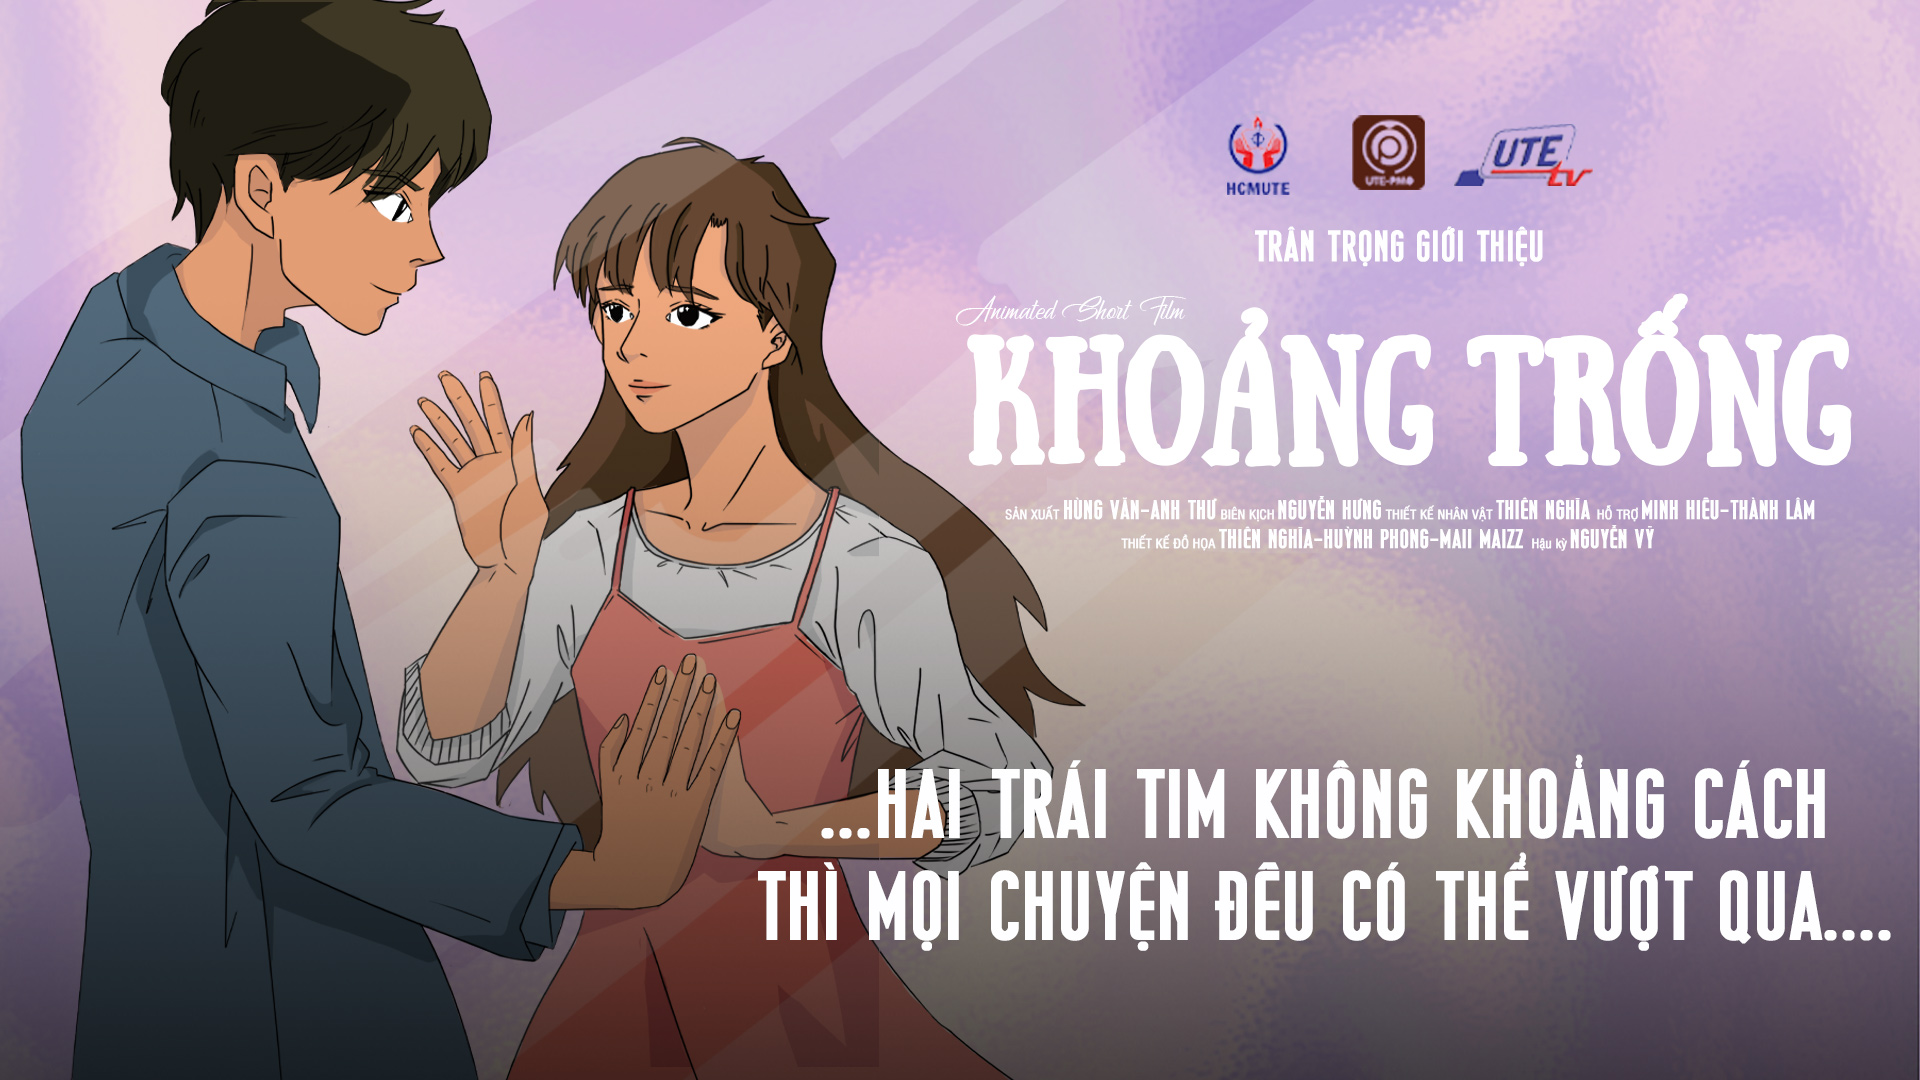 HCMUTE
UTE-PMO
UTE tv
TRÂN TRỌNG GIỚI THIỆU
Animated Short Film
KHOẢNG TRỐNG
SẢN XUẤT HÙNG VĂN-ANH THƯ BIÊN KỊCH NGUYỄN HƯNG THIẾT KẾ NHÂN VẬT THIÊN NGHĨA HỖ TRỢ MINH HIẾU-THÀNH LÂM
THIẾT KẾ ĐỒ HỌA THIÊN NGHĨA-HUỲNH PHONG-MAII MAIZZ Hậu kỳ NGUYỄN VỸ
...HAI TRÁI TIM KHÔNG KHOẢNG CÁCH
THÌ MỌI CHUYỆN ĐỀU CÓ THỂ VƯỢT QUA....